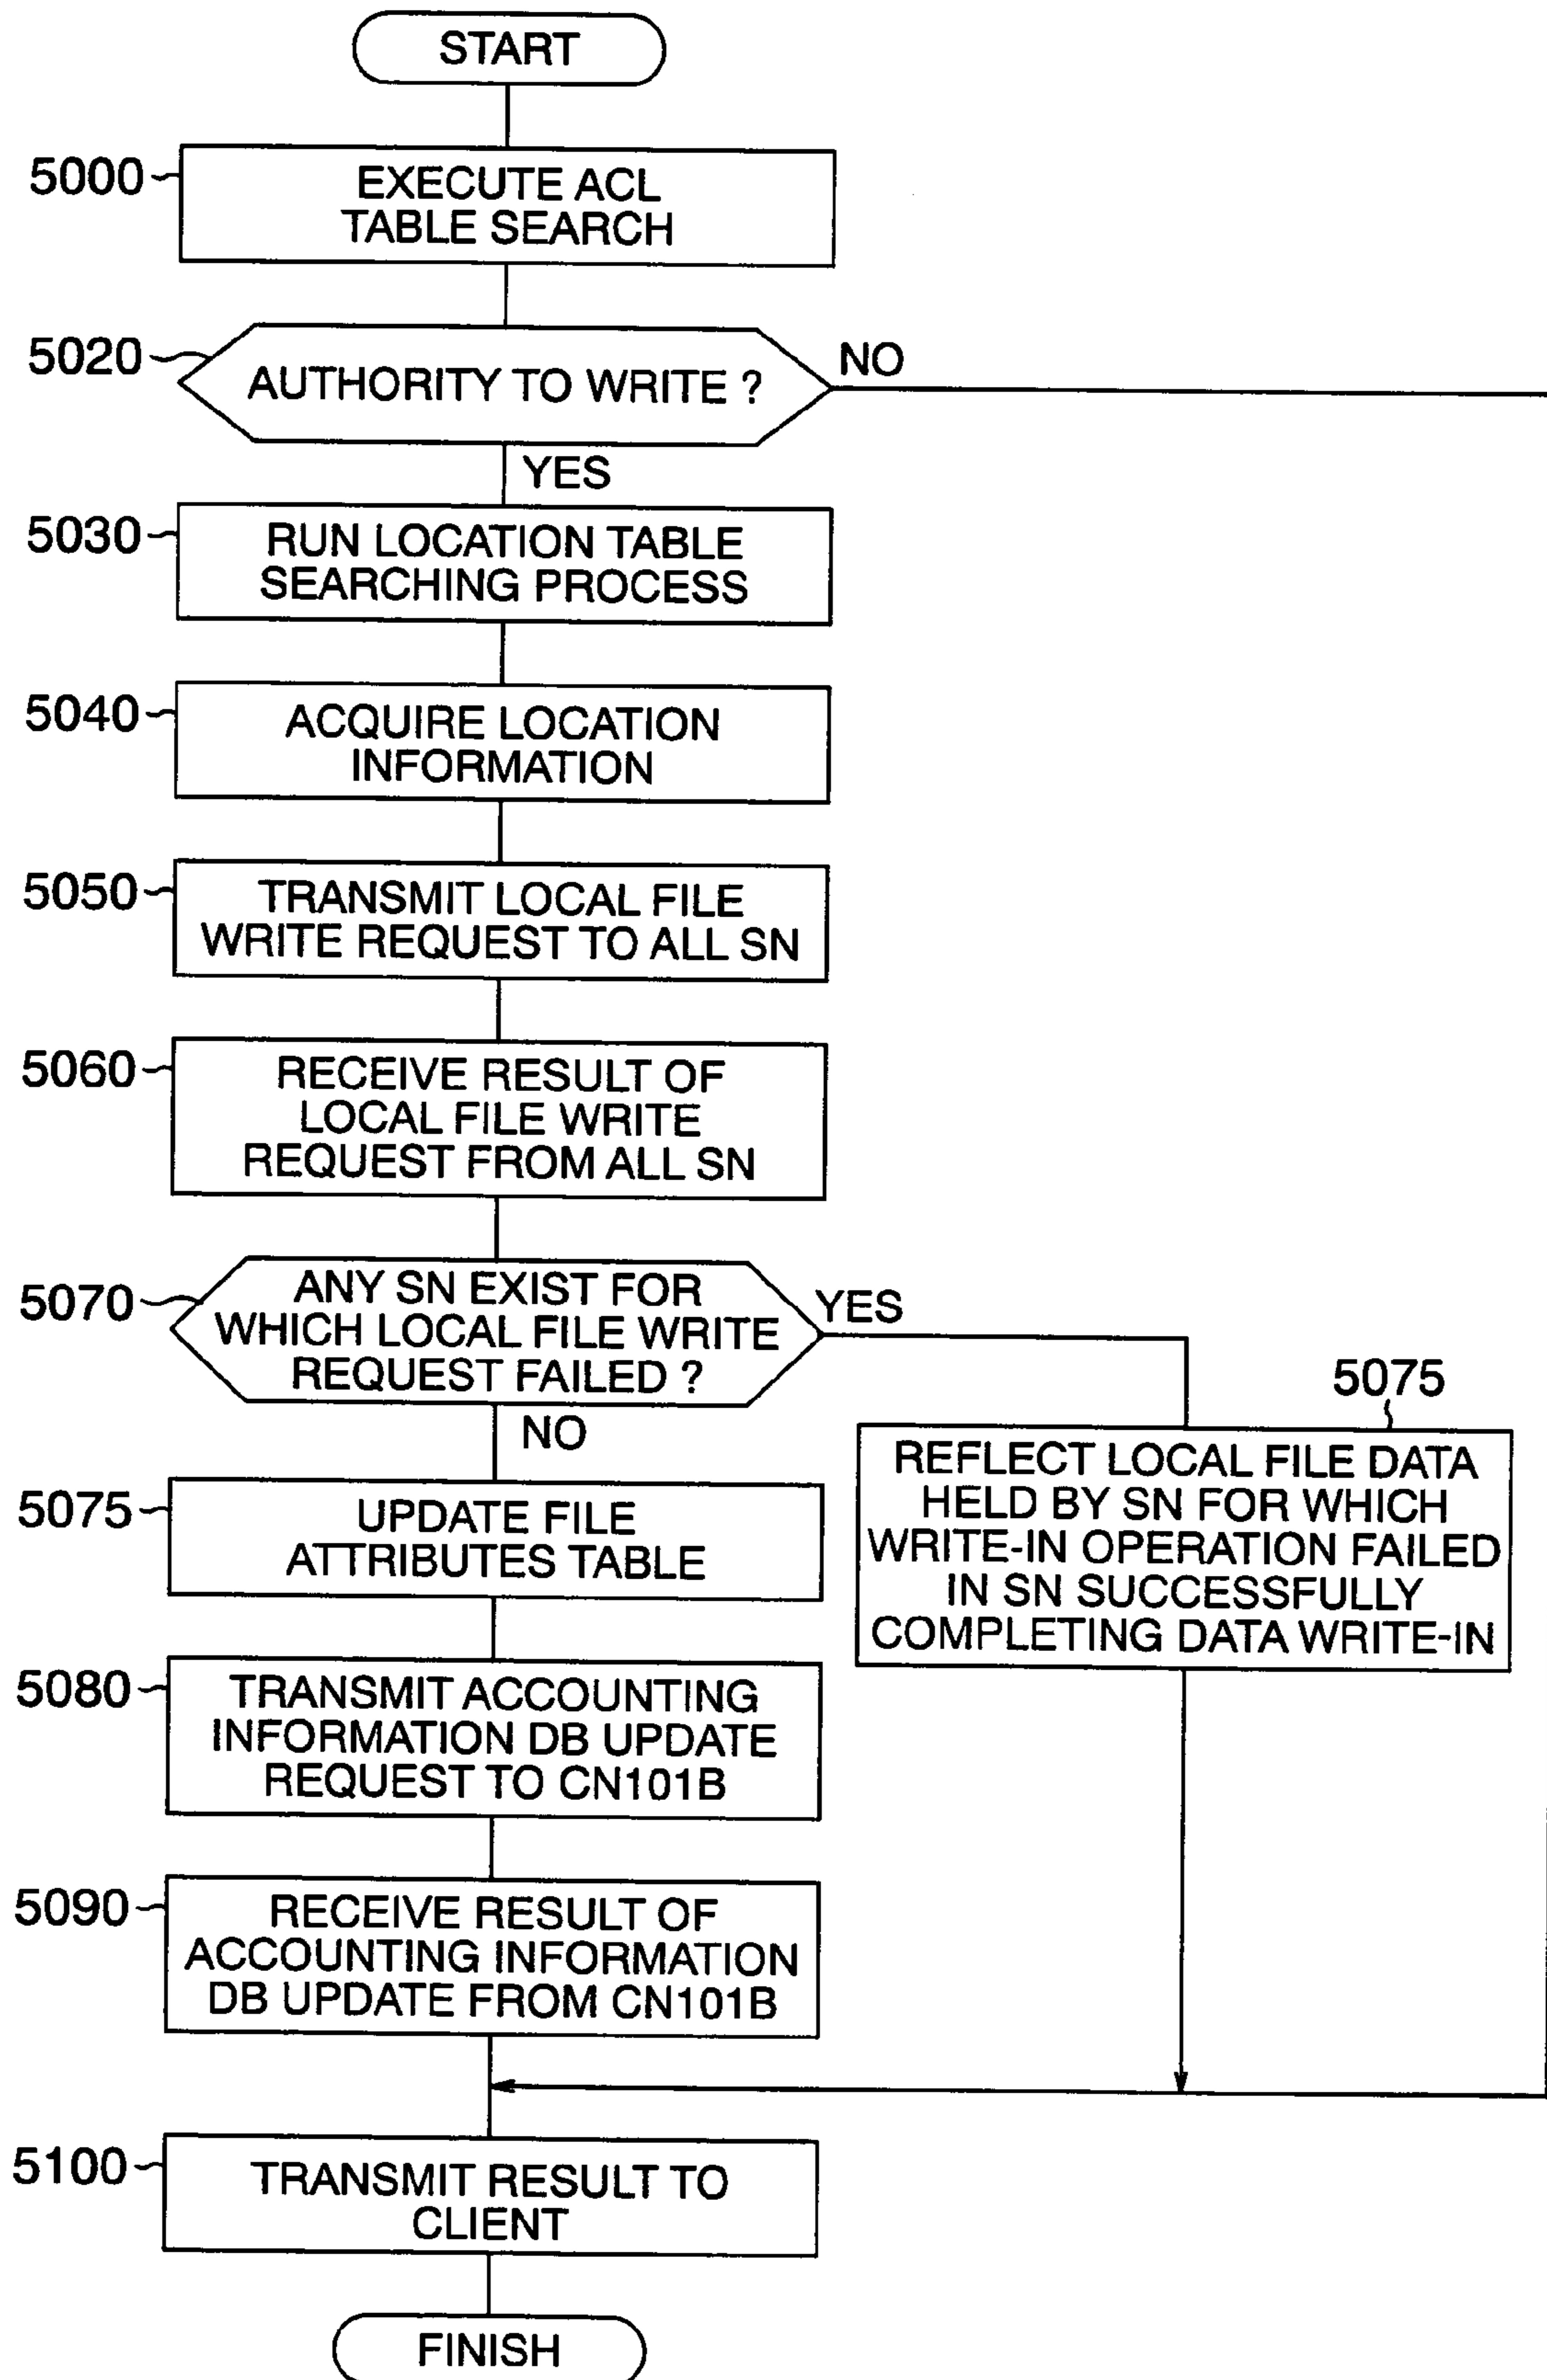 START
5000
EXECUTE ACL
TABLE SEARCH
5020
AUTHORITY TO WRITE ?
NO
YES
5030
RUN LOCATION TABLE
SEARCHING PROCESS
5040
ACQUIRE LOCATION
INFORMATION
5050
TRANSMIT LOCAL FILE
WRITE REQUEST TO ALL SN
5060
RECEIVE RESULT OF
LOCAL FILE WRITE
REQUEST FROM ALL SN
5070
ANY SN EXIST FOR
WHICH LOCAL FILE WRITE
REQUEST FAILED ?
YES
NO
5075
REFLECT LOCAL FILE DATA
HELD BY SN FOR WHICH
WRITE-IN OPERATION FAILED
IN SN SUCCESSFULLY
COMPLETING DATA WRITE-IN
5075
UPDATE FILE
ATTRIBUTES TABLE
5080
TRANSMIT ACCOUNTING
INFORMATION DB UPDATE
REQUEST TO CN101B
5090
RECEIVE RESULT OF
ACCOUNTING INFORMATION
DB UPDATE FROM CN101B
5100
TRANSMIT RESULT TO
CLIENT
FINISH